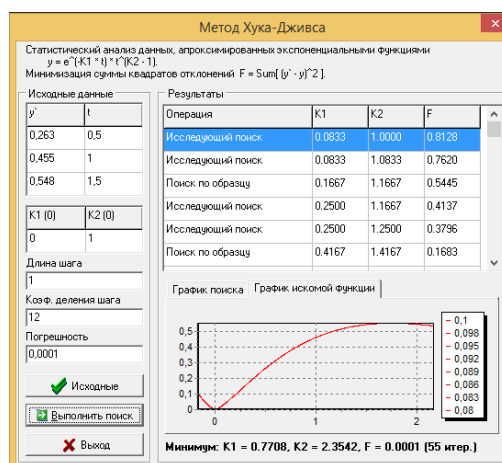 Метод Хука-Дживса
Статистический анализ данных, апроксимированных экспоненциальными функциями
y = e^(-K1 * t) * t^(K2 - 1).
Минимизация суммы квадратов отклонений F = Sum[ (y` - y)^2 ].
Исходные данные
y` t
0,263 0,5
0,455 1
0,548 1,5
K1 (0) K2 (0)
0 1
Длина шага
1
Коэф. деления шага
12
Погрешность
0,0001
Исходные
Выполнить поиск
Выход
Результаты
Операция K1 K2 F
Исследующий поиск 0.0833 1.0000 0.8128
Исследующий поиск 0.0833 1.0833 0.7620
Поиск по образцу 0.1667 1.1667 0.5445
Исследующий поиск 0.2500 1.1667 0.4137
Исследующий поиск 0.2500 1.2500 0.3796
Поиск по образцу 0.4167 1.4167 0.1683
График поиска График искомой функции
0,5
0,4
0,3
0,2
0,1
0
0 1 2
0,1
0,098
0,095
0,092
0,089
0,086
0,083
0,08
Минимум: K1 = 0.7708, K2 = 2.3542, F = 0.0001 (55 итер.)